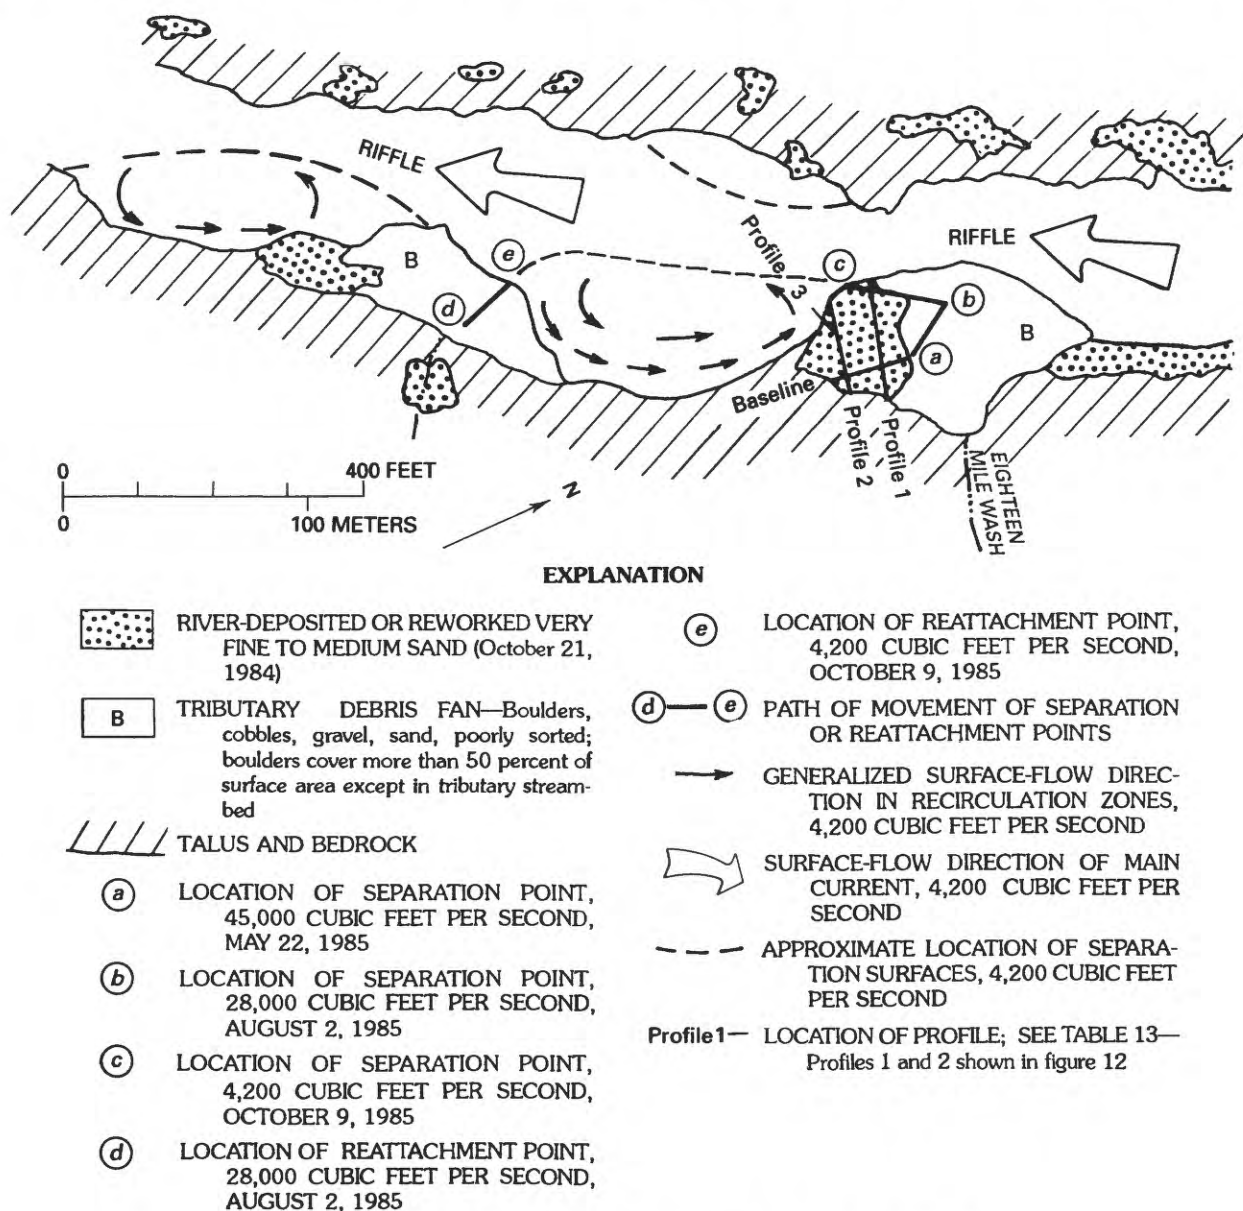 RIFFLE
RIFFLE
Profile 3
c
b
e
B
B
d
a
Baseline
Profile 2
Profile 1
EIGHTEEN
MILE WASH
0 400 FEET
0 100 METERS
N
EXPLANATION
RIVER-DEPOSITED OR REWORKED VERY
FINE TO MEDIUM SAND (October 21,
1984)
B TRIBUTARY DEBRIS FAN—Boulders,
cobbles, gravel, sand, poorly sorted;
boulders cover more than 50 percent of
surface area except in tributary stream-
bed
TALUS AND BEDROCK
a LOCATION OF SEPARATION POINT,
45,000 CUBIC FEET PER SECOND,
MAY 22, 1985
b LOCATION OF SEPARATION POINT,
28,000 CUBIC FEET PER SECOND,
AUGUST 2, 1985
c LOCATION OF SEPARATION POINT,
4,200 CUBIC FEET PER SECOND,
OCTOBER 9, 1985
d LOCATION OF REATTACHMENT POINT,
28,000 CUBIC FEET PER SECOND,
AUGUST 2, 1985
e LOCATION OF REATTACHMENT POINT,
4,200 CUBIC FEET PER SECOND,
OCTOBER 9, 1985
d — e PATH OF MOVEMENT OF SEPARATION
OR REATTACHMENT POINTS
GENERALIZED SURFACE-FLOW DIREC-
TION IN RECIRCULATION ZONES,
4,200 CUBIC FEET PER SECOND
SURFACE-FLOW DIRECTION OF MAIN
CURRENT, 4,200 CUBIC FEET PER
SECOND
APPROXIMATE LOCATION OF SEPARA-
TION SURFACES, 4,200 CUBIC FEET
PER SECOND
Profile 1— LOCATION OF PROFILE; SEE TABLE 13—
Profiles 1 and 2 shown in figure 12